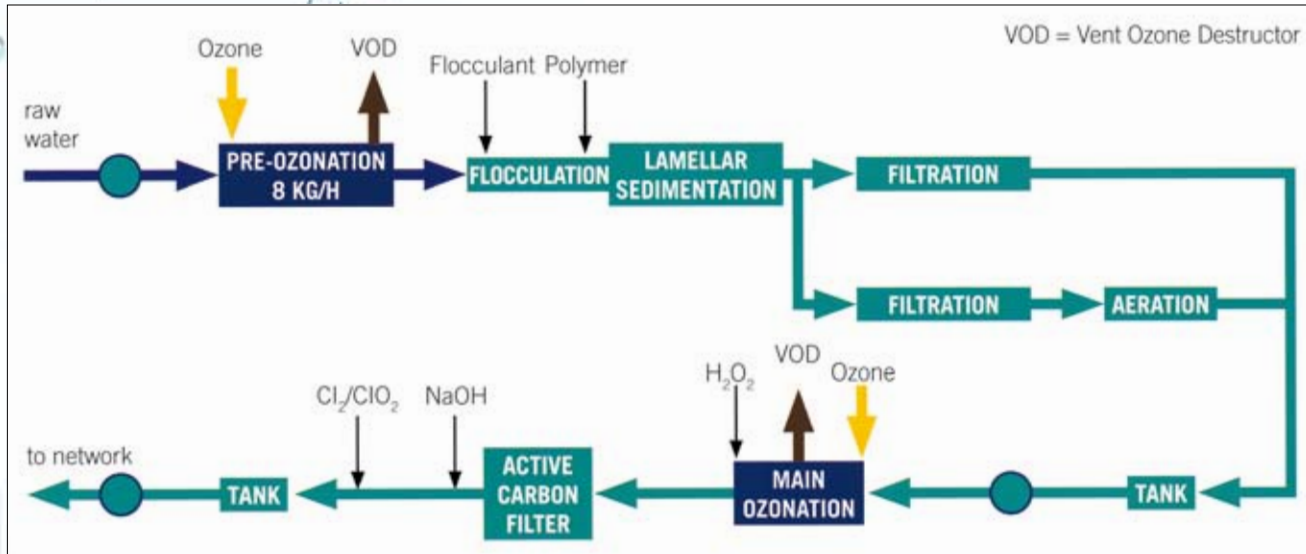 VOD = Vent Ozone Destructor
Ozone
VOD
Flocculant Polymer
raw
water
PRE-OZONATION
8 KG/H
FLOCCULATION
LAMELLAR
SEDIMENTATION
FILTRATION
FILTRATION
AERATION
H₂O₂
VOD
Ozone
Cl₂/ClO₂
NaOH
to network
TANK
ACTIVE
CARBON
FILTER
MAIN
OZONATION
TANK